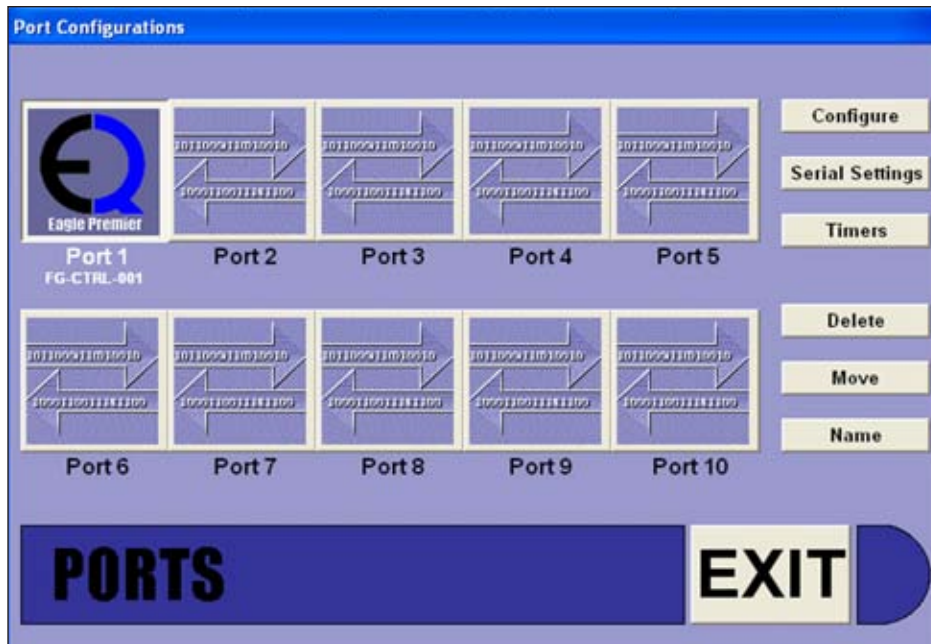 Port Configurations
Eagle Premier
Port 1
FG-CTRL-001
Port 2
Port 3
Port 4
Port 5
Configure
Serial Settings
Timers
Port 6
Port 7
Port 8
Port 9
Port 10
Delete
Move
Name
PORTS
EXIT